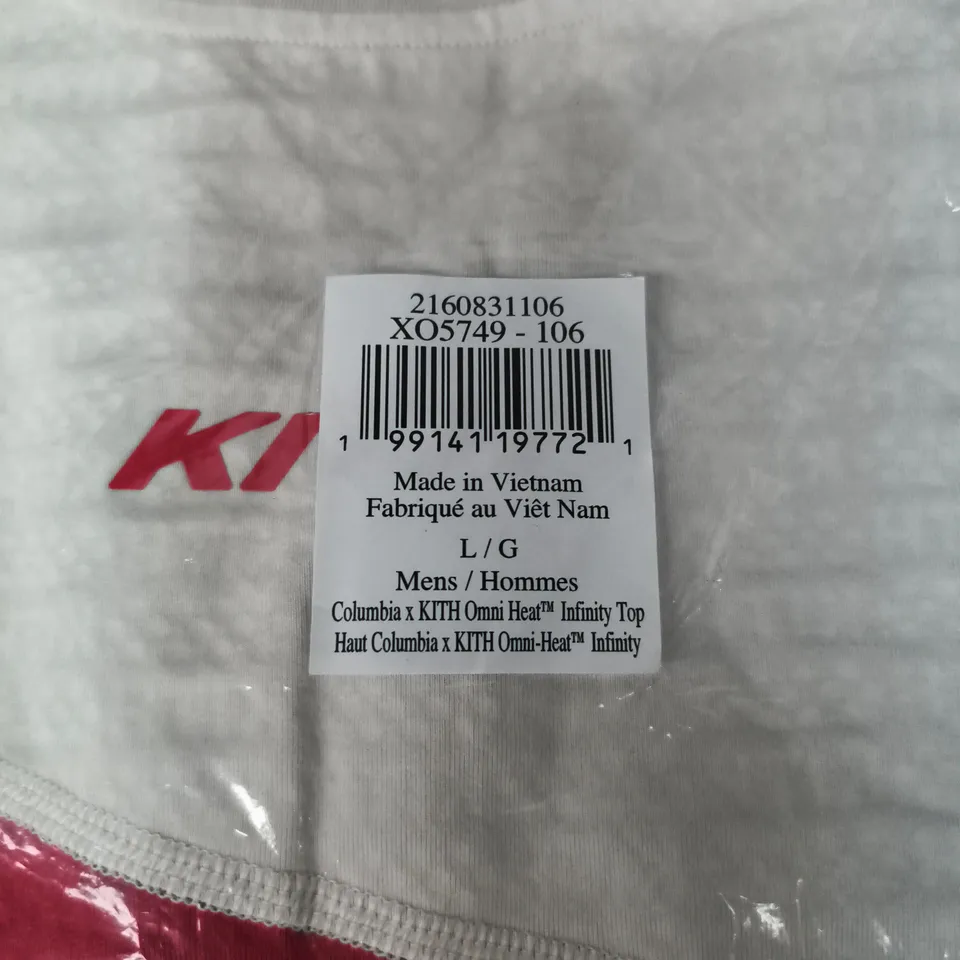 2160831106
XO5749 - 106
1 99141 19772 1
KI
Made in Vietnam
Fabriqué au Viêt Nam
L / G
Mens / Hommes
Columbia x KITH Omni Heat™ Infinity Top
Haut Columbia x KITH Omni-Heat™ Infinity